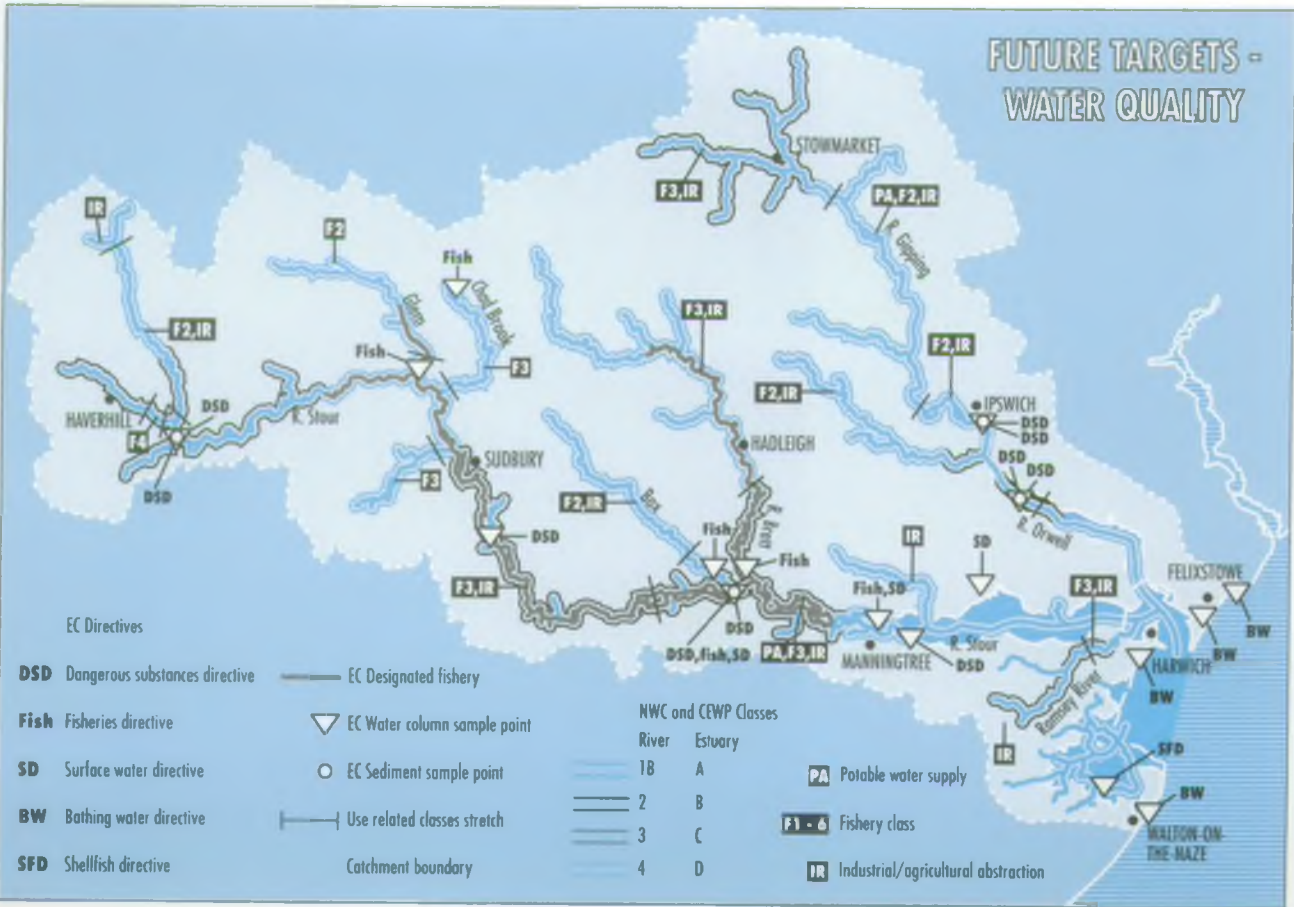 FUTURE TARGETS -
WATER QUALITY
STOWMARKET
F3,IR
PA,F2,IR
R. Gipping
IR
F2
Fish
Chad Brook
Glem
F3,IR
F2,IR
F2,IR
Fish
F3
F2,IR
IPSWICH
DSD
DSD
HAVERHILL
DSD
R. Stour
F4
HADLEIGH
DSD
DSD
SUDBURY
DSD
F3
F2,IR
Box
R. Brett
R. Orwell
DSD
Fish
Fish
IR
SD
FELIXSTOWE
F3,IR
Fish,SD
F3,IR
BW
DSD
R. Stour
BW
DSD,Fish,SD
PA,F3,IR
MANNINGTREE
DSD
HARWICH
BW
Ramsey River
IR
SFD
BW
WALTON-ON-
THE-NAZE
EC Directives
DSD Dangerous substances directive
Fish Fisheries directive
SD Surface water directive
BW Bathing water directive
SFD Shellfish directive
EC Designated fishery
EC Water column sample point
EC Sediment sample point
Use related classes stretch
Catchment boundary
NWC and CEWP Classes
River Estuary
1B A
2 B
3 C
4 D
PA Potable water supply
F1 - 6 Fishery class
IR Industrial/agricultural abstraction